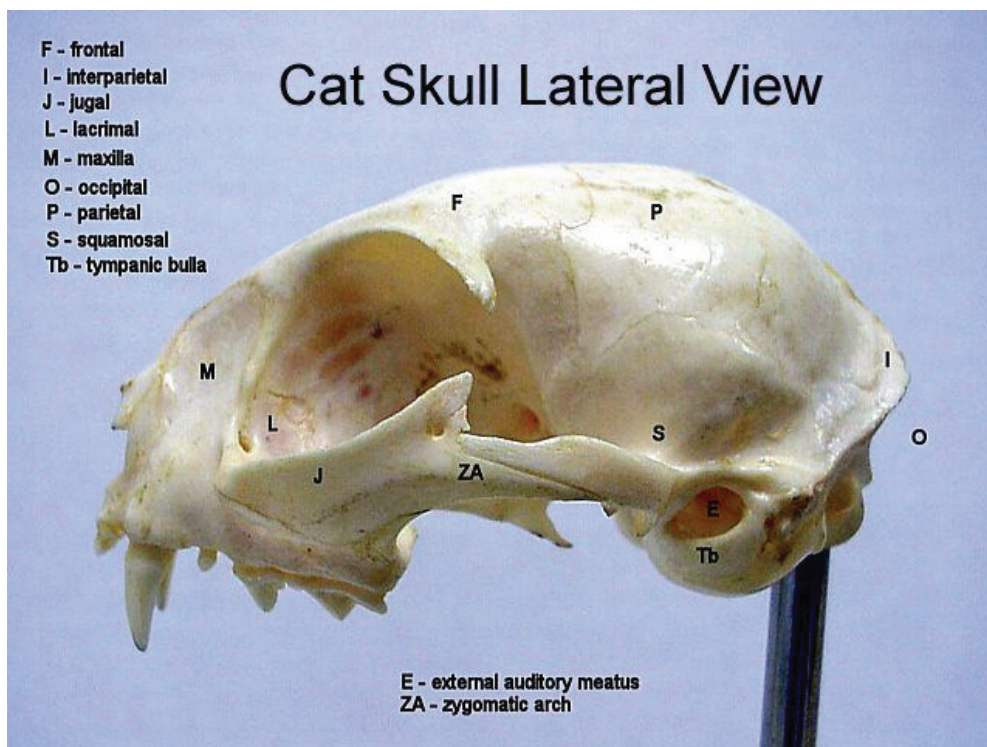 F - frontal
I - interparietal
Cat Skull Lateral View
J - jugal
L - lacrimal
M - maxilla
O - occipital
P - parietal
S - squamosal
Tb - tympanic bulla
F
P
M
I
L
S
O
J
ZA
E
Tb
E - external auditory meatus
ZA - zygomatic arch